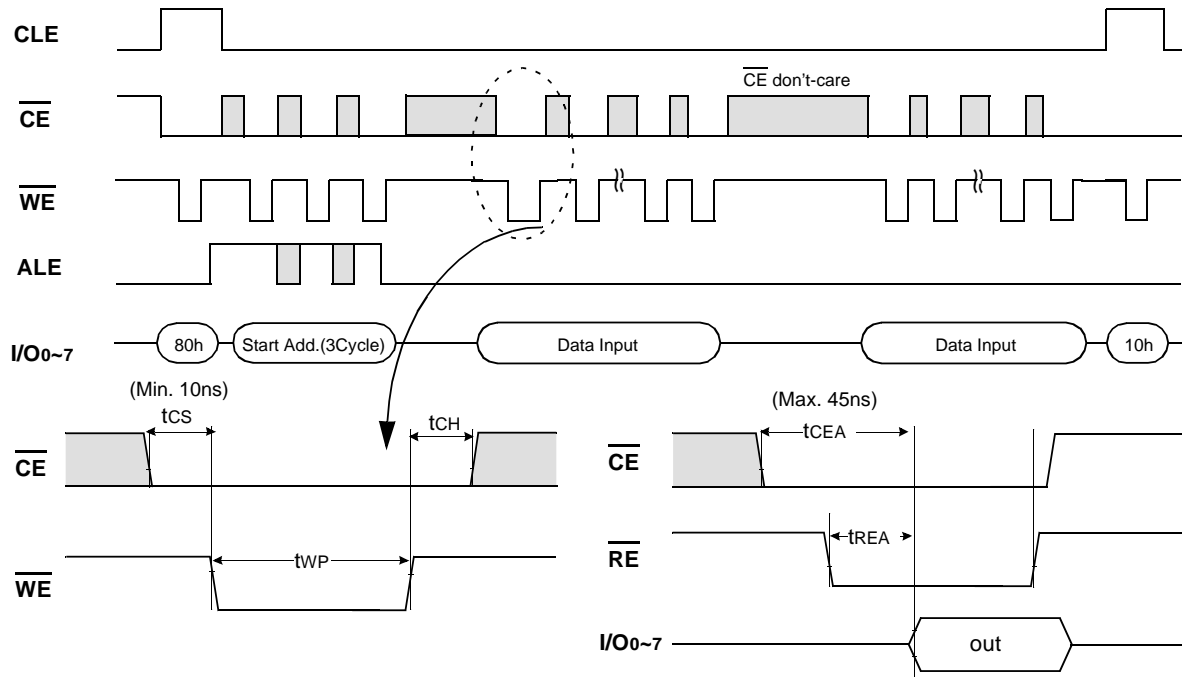 CLE
CE don't-care
CE
WE
ALE
I/O0~7
80h
Start Add.(3Cycle)
Data Input
Data Input
10h
(Min. 10ns)
tCS
tCH
CE
tWP
WE
(Max. 45ns)
tCEA
CE
tREA
RE
I/O0~7
out